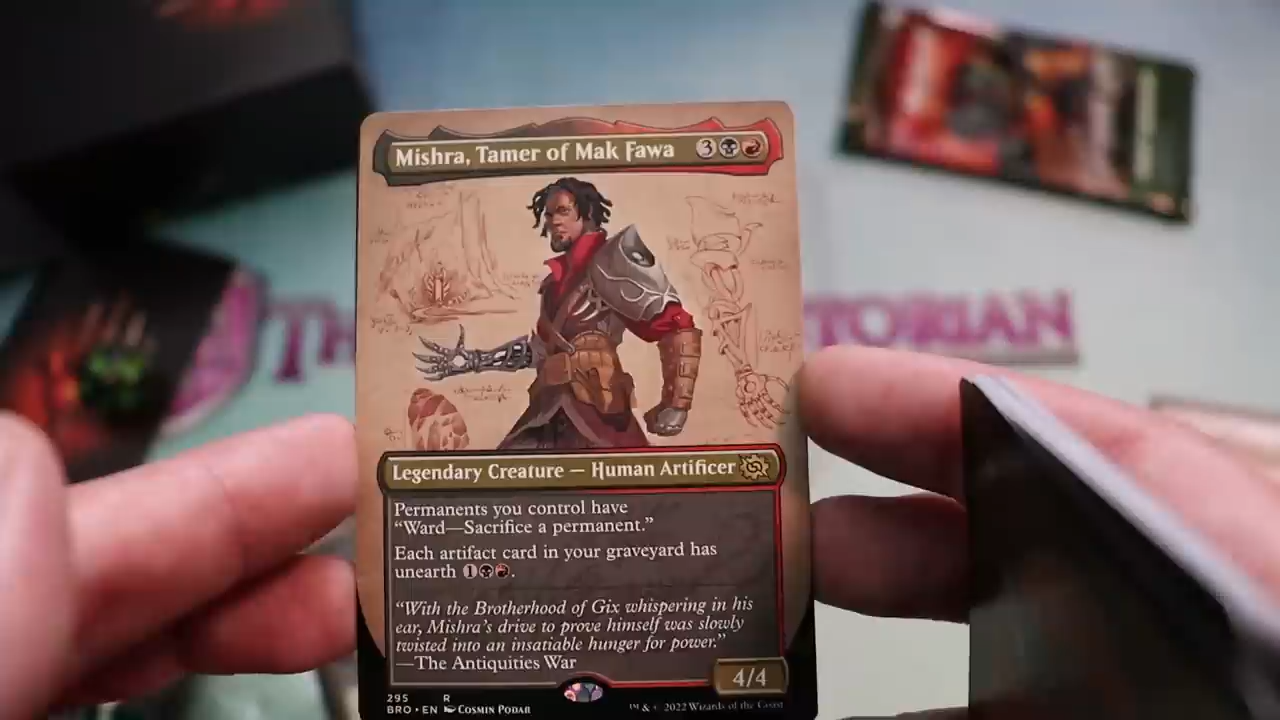 Mishra, Tamer of Mak Fawa 3
TORIAN
Legendary Creature — Human Artificer
Permanents you control have
“Ward—Sacrifice a permanent.”
Each artifact card in your graveyard has
unearth 1.
“With the Brotherhood of Gix whispering in his
ear, Mishra's drive to prove himself was slowly
twisted into an insatiable hunger for power.”
—The Antiquities War
4/4
295 R
BRO • EN Cosmin Podar
™ & © 2022 Wizards of the Coast